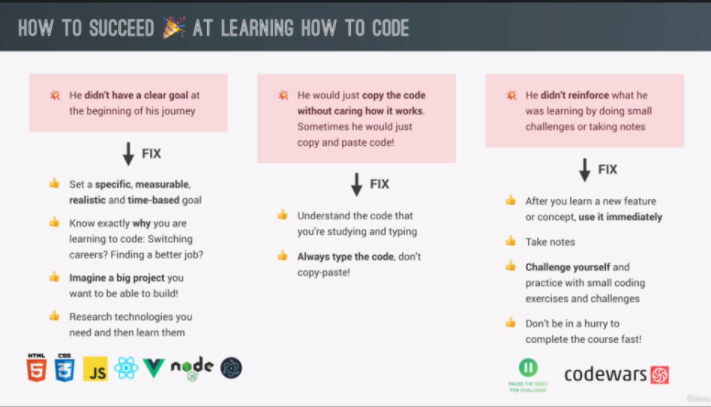 HOW TO SUCCEED 🎉 AT LEARNING HOW TO CODE
💥 He didn't have a clear goal at
the beginning of his journey
FIX
👍 Set a specific, measurable,
realistic and time-based goal
👍 Know exactly why you are
learning to code: Switching
careers? Finding a better job?
👍 Imagine a big project you
want to be able to build!
👍 Research technologies you
need and then learn them
HTML
5
CSS
3
JS
node
JS
💥 He would just copy the code
without caring how it works.
Sometimes he would just
copy and paste code!
FIX
👍 Understand the code that
you're studying and typing
👍 Always type the code, don't
copy-paste!
💥 He didn't reinforce what he
was learning by doing small
challenges or taking notes
FIX
👍 After you learn a new feature
or concept, use it immediately
👍 Take notes
👍 Challenge yourself and
practice with small coding
exercises and challenges
👍 Don't be in a hurry to
complete the course fast!
PAUSE THE VIDEO
FOR CHALLENGE
codewars
Udemy